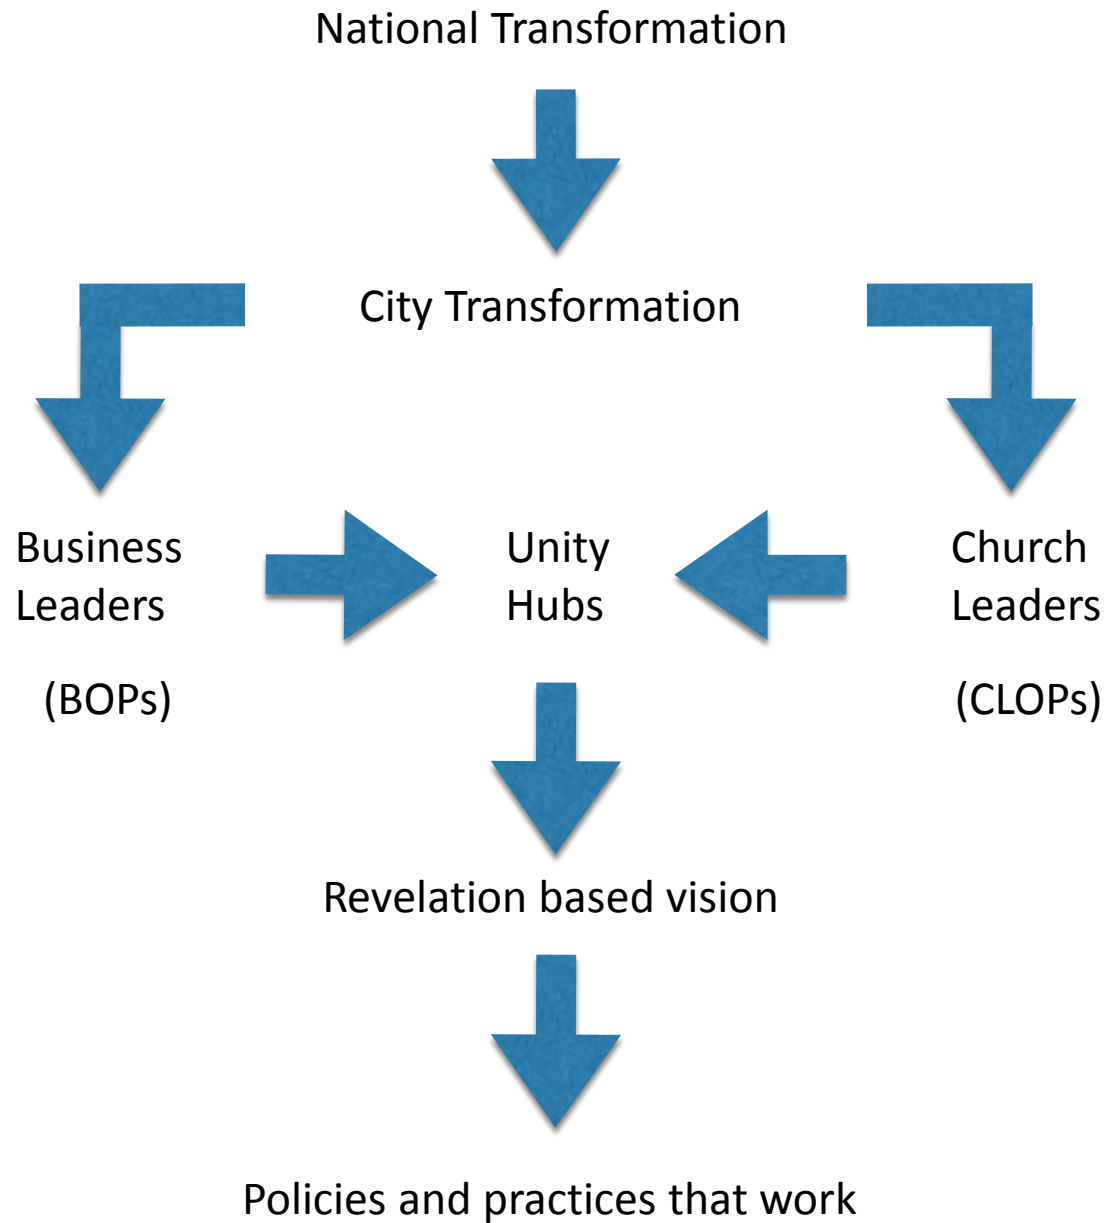 National Transformation
City Transformation
Business
Leaders
(BOPs)
Unity
Hubs
Church
Leaders
(CLOPs)
Revelation based vision
Policies and practices that work